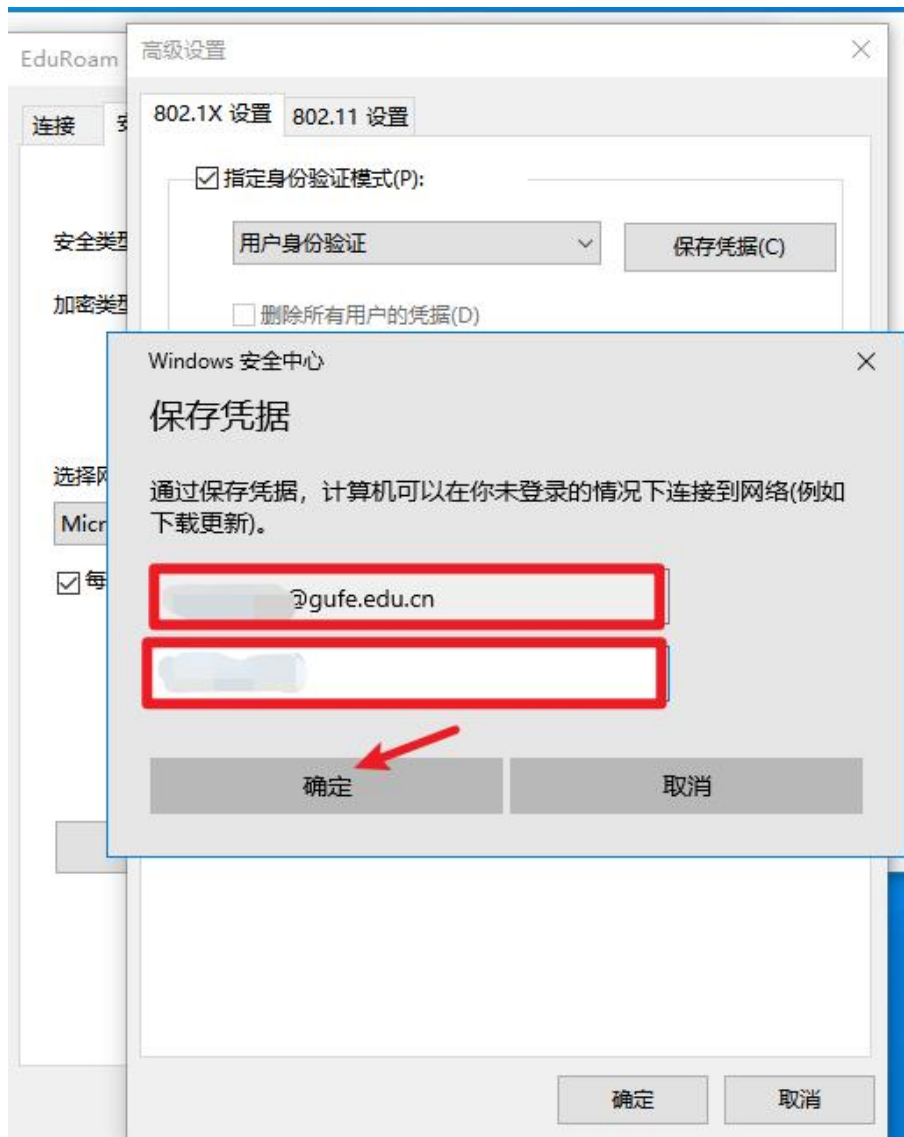 EduRoam
高级设置
连接
802.1X 设置
802.11 设置
指定身份验证模式(P):
安全类型
用户身份验证
保存凭据(C)
加密类型
删除所有用户的凭据(D)
Windows 安全中心
保存凭据
通过保存凭据，计算机可以在你未登录的情况下连接到网络(例如
下载更新)。
选择网
Micr
每
@gufe.edu.cn
确定
取消
确定
取消